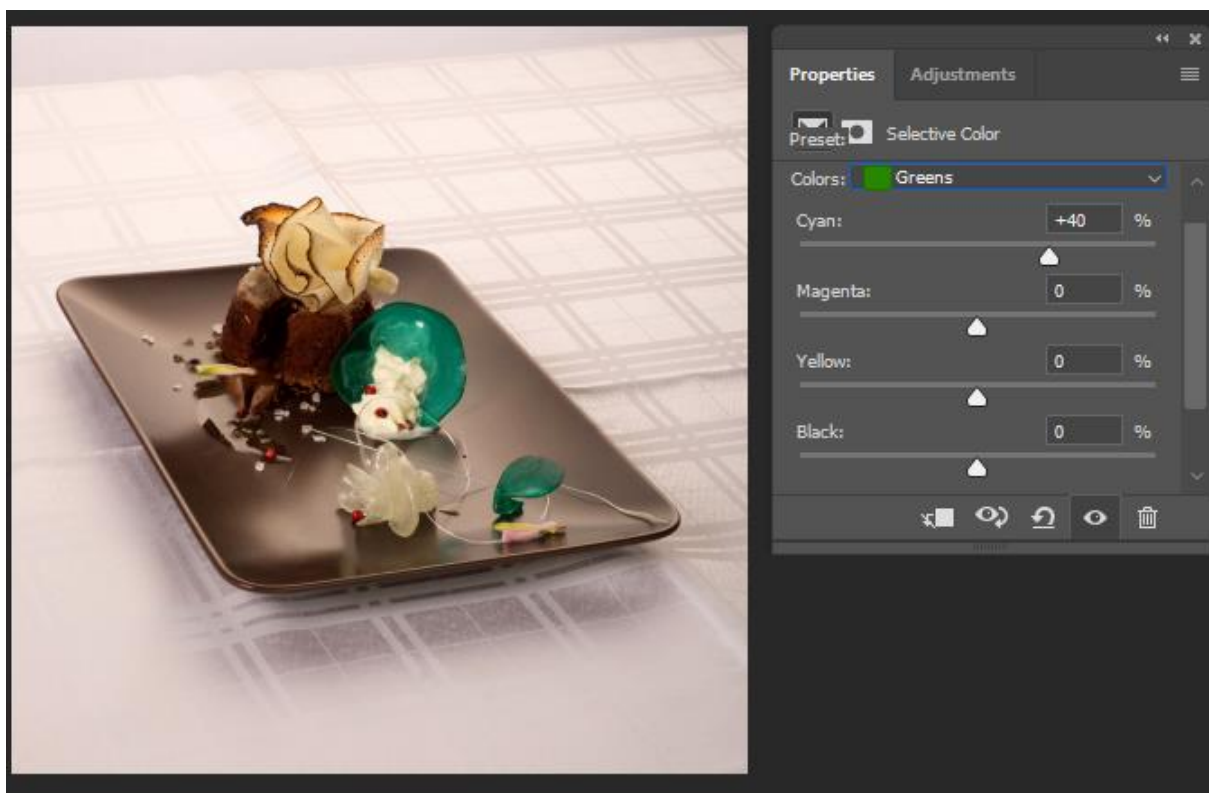 Properties Adjustments
Preset: Selective Color
Colors: Greens
Cyan: +40 %
Magenta: 0 %
Yellow: 0 %
Black: 0 %